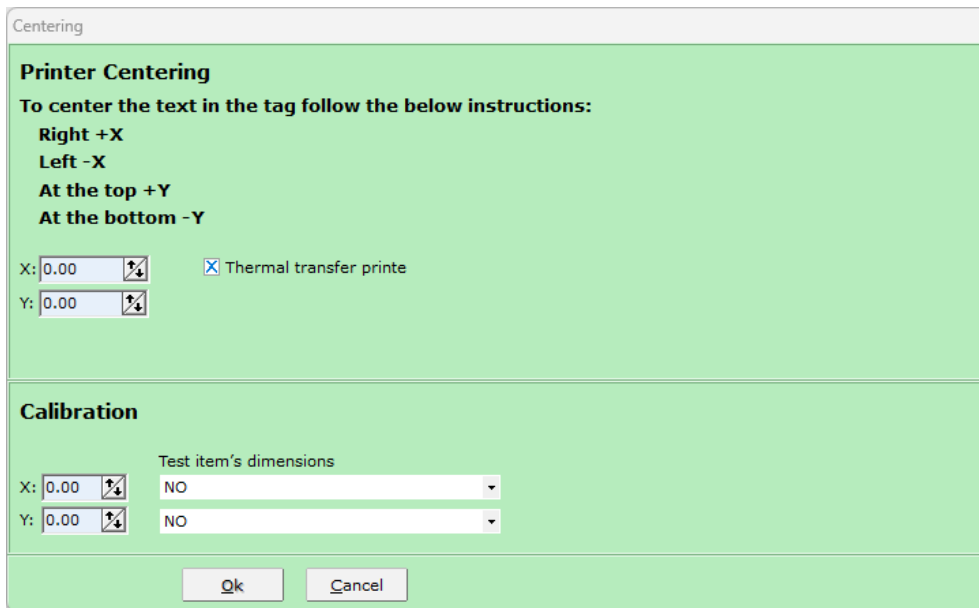 Centering
Printer Centering
To center the text in the tag follow the below instructions:
Right +X
Left -X
At the top +Y
At the bottom -Y
X: 0.00
Thermal transfer printe
Y: 0.00
Calibration
Test item's dimensions
X: 0.00 NO
Y: 0.00 NO
Ok Cancel